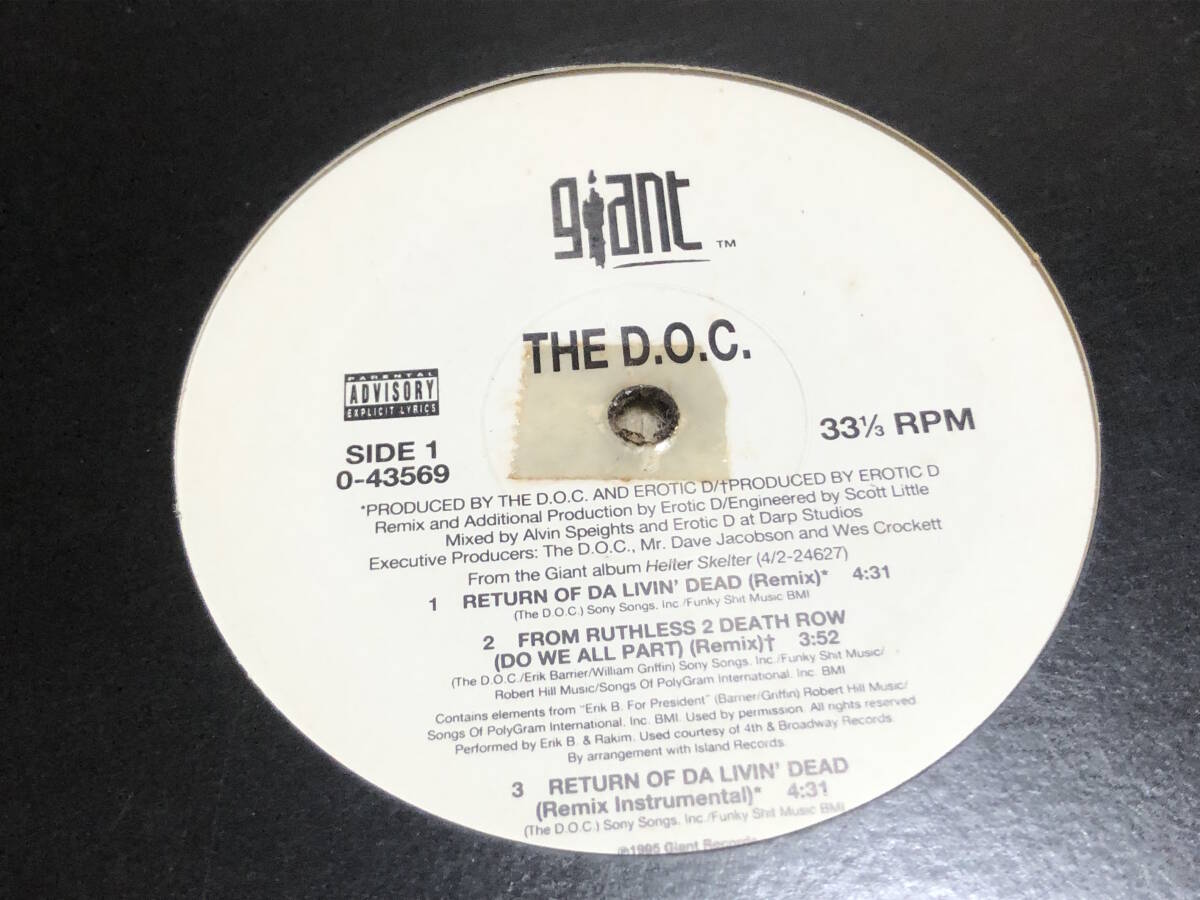 giant ™
THE D.O.C.
PARENTAL
ADVISORY
EXPLICIT LYRICS
SIDE 1
0-43569
33⅓ RPM
*PRODUCED BY THE D.O.C. AND EROTIC D/†PRODUCED BY EROTIC D
Remix and Additional Production by Erotic D/Engineered by Scott Little
Mixed by Alvin Speights and Erotic D at Darp Studios
Executive Producers: The D.O.C., Mr. Dave Jacobson and Wes Crockett
From the Giant album Helter Skelter (4/2-24627)
1 RETURN OF DA LIVIN' DEAD (Remix)* 4:31
(The D.O.C.) Sony Songs, Inc./Funky Shit Music BMI
2 FROM RUTHLESS 2 DEATH ROW
(DO WE ALL PART) (Remix)† 3:52
(The D.O.C./Erik Barrier/William Griffin) Sony Songs, Inc./Funky Shit Music/
Robert Hill Music/Songs Of PolyGram International, Inc. BMI
Contains elements from "Erik B. For President" (Barrier/Griffin) Robert Hill Music/
Songs Of PolyGram International, Inc. BMI. Used by permission. All rights reserved.
Performed by Erik B. & Rakim. Used courtesy of 4th & Broadway Records.
By arrangement with Island Records.
3 RETURN OF DA LIVIN' DEAD
(Remix Instrumental)* 4:31
(The D.O.C.) Sony Songs, Inc./Funky Shit Music BMI
℗1995 Giant Records